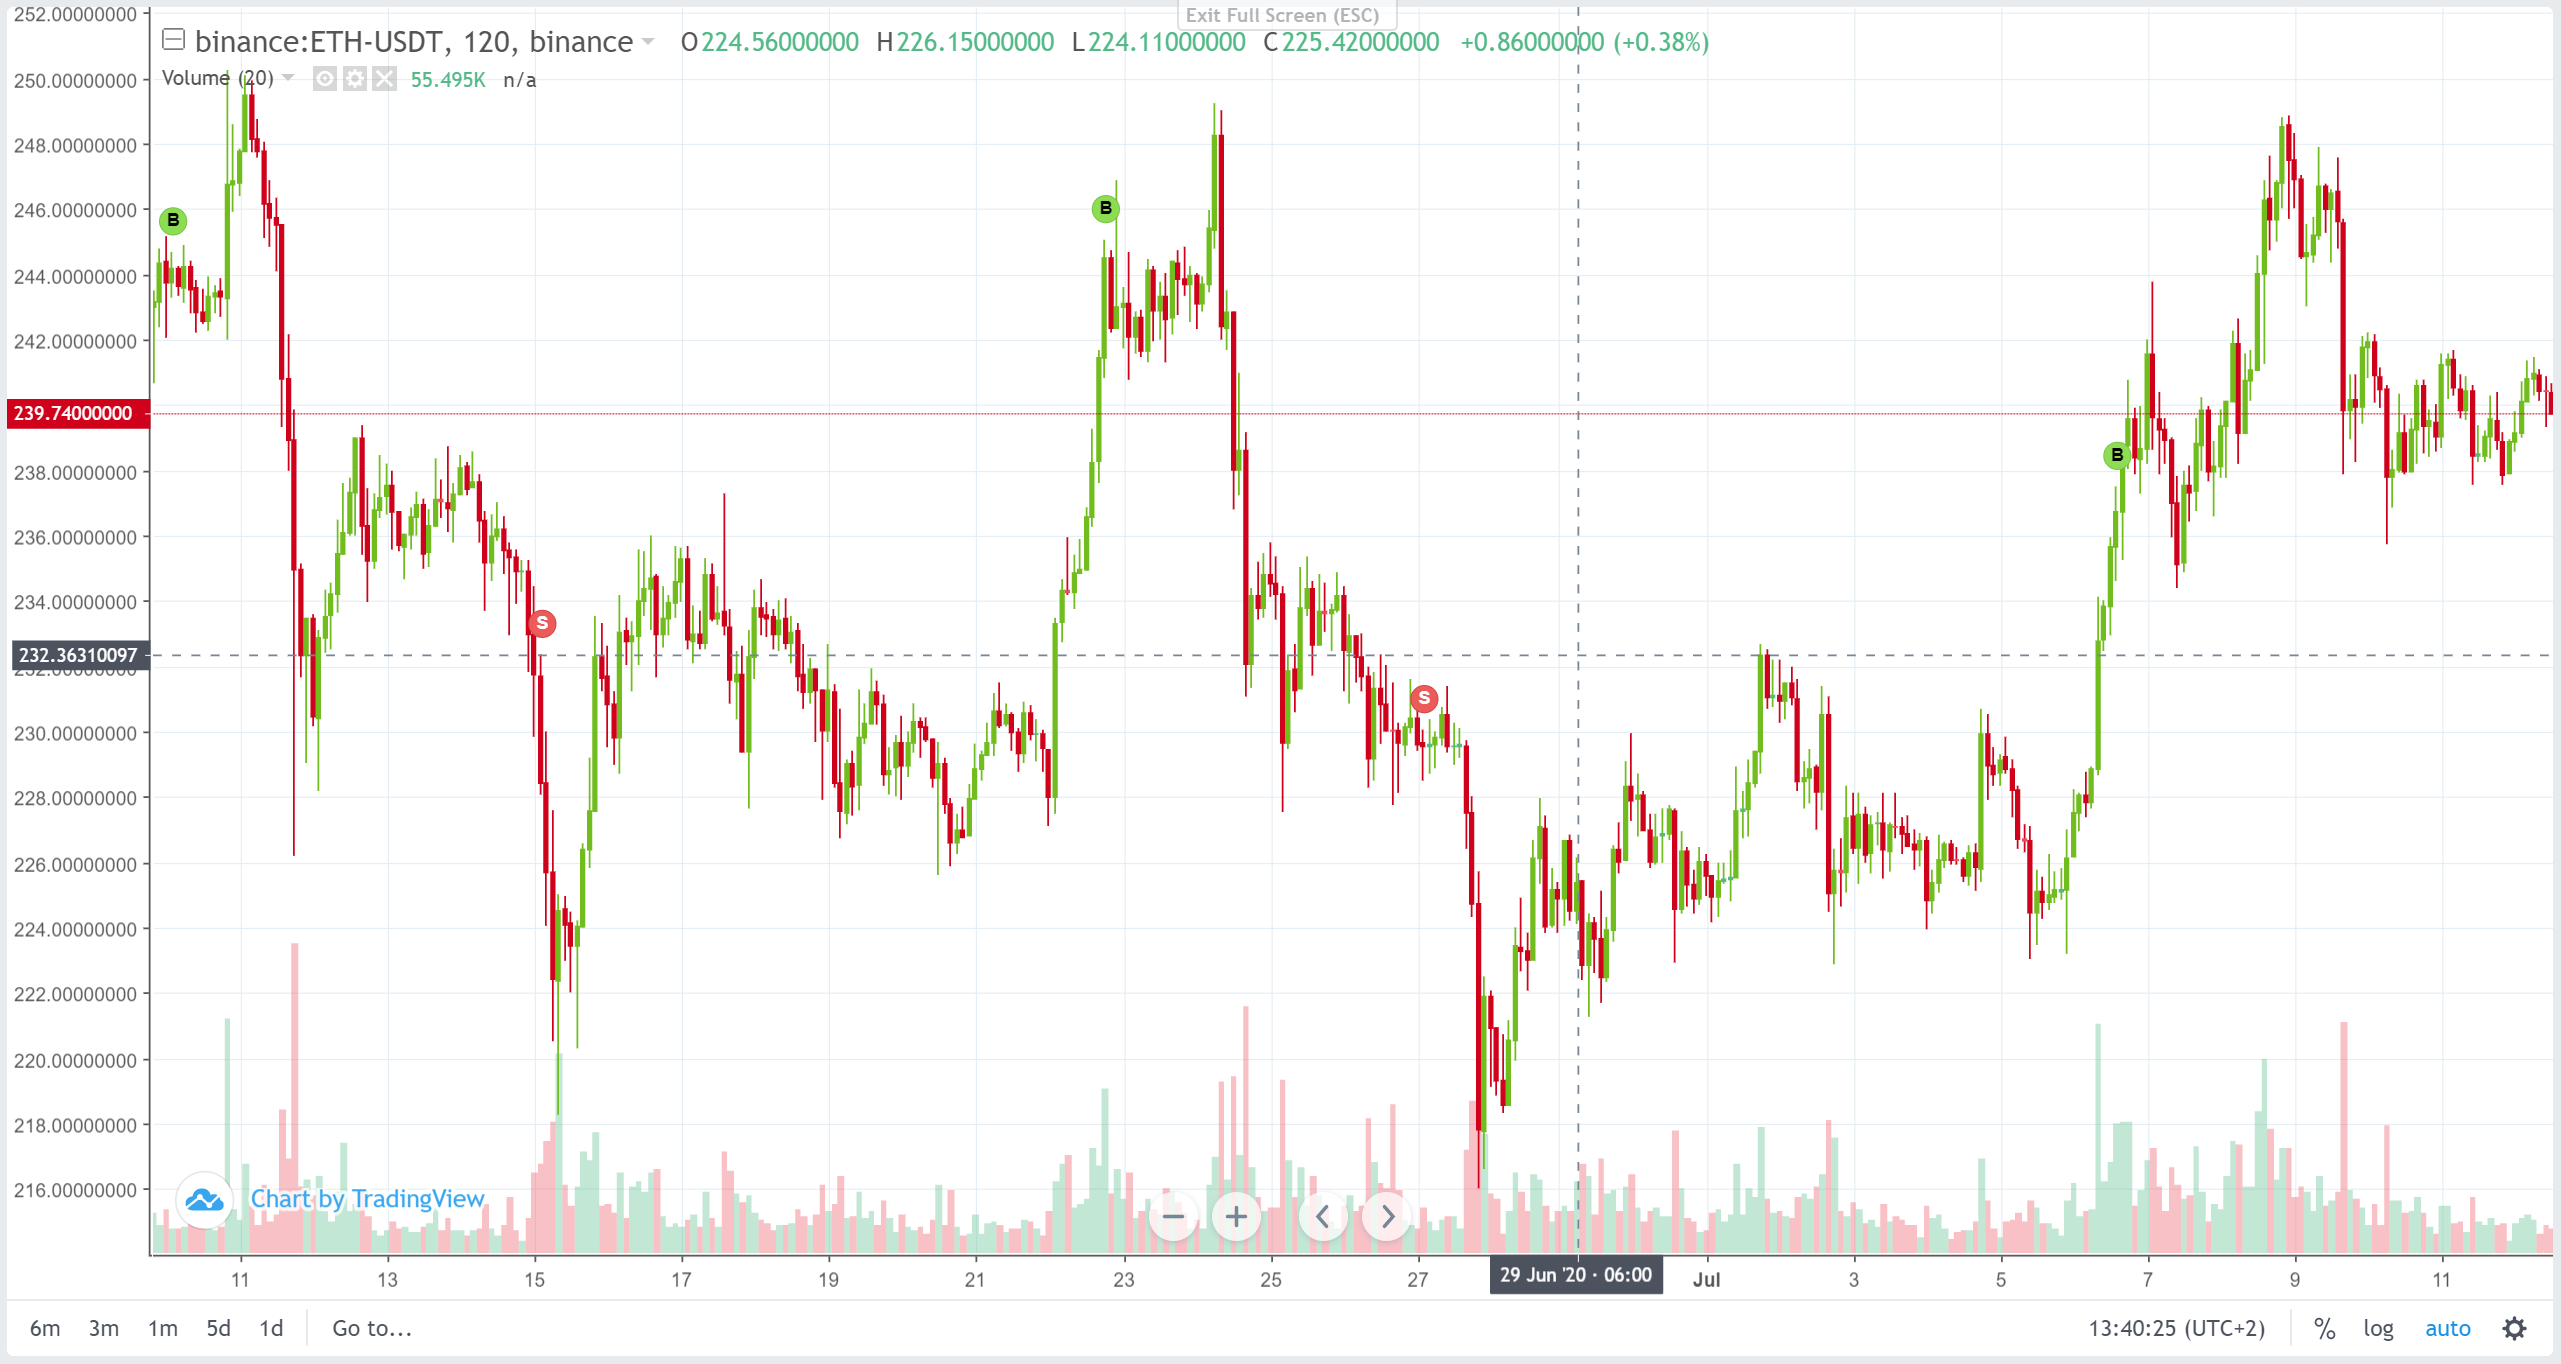 Exit Full Screen (ESC)
binance:ETH-USDT, 120, binance O224.56000000 H226.15000000 L224.11000000 C225.42000000 +0.86000000 (+0.38%)
Volume (20) 55.495K n/a
252.00000000
250.00000000
248.00000000
246.00000000
244.00000000
242.00000000
239.74000000
238.00000000
236.00000000
234.00000000
232.36310097
232.00000000
230.00000000
228.00000000
226.00000000
224.00000000
222.00000000
220.00000000
218.00000000
216.00000000
B
B
B
S
S
Chart by TradingView
11 13 15 17 19 21 23 25 27 29 Jun '20 · 06:00 Jul 3 5 7 9 11
6m 3m 1m 5d 1d Go to... 13:40:25 (UTC+2) % log auto